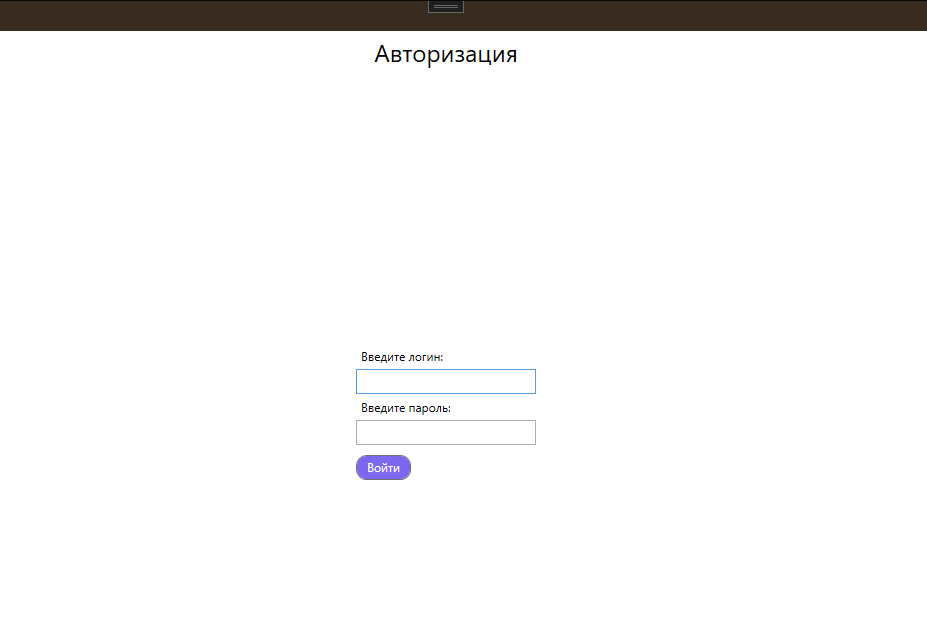 Авторизация
Введите логин:
Введите пароль:
Войти